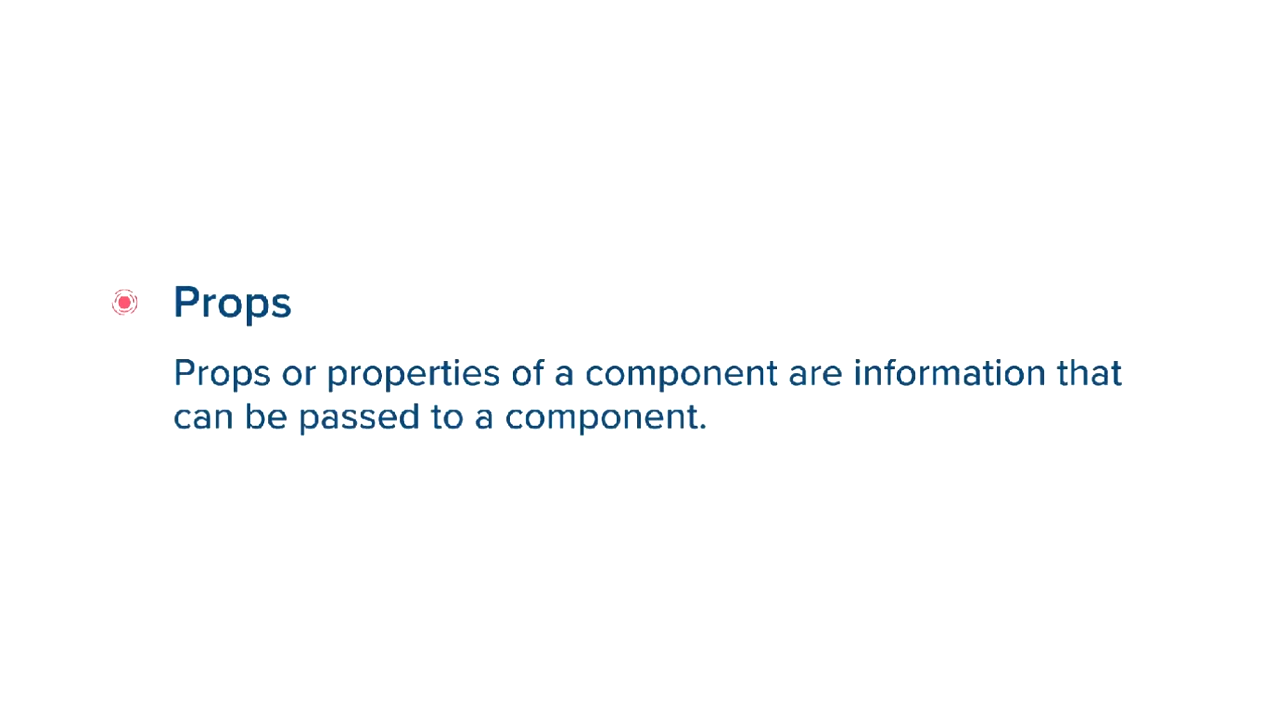 Props
Props or properties of a component are information that
can be passed to a component.